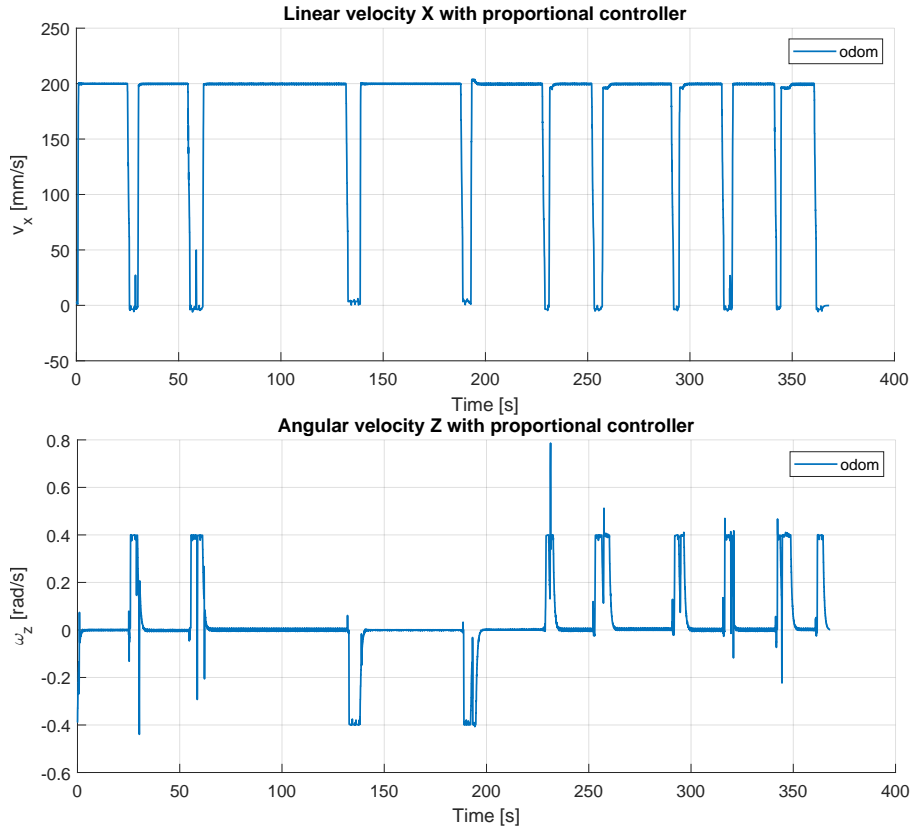 Linear velocity X with proportional controller
odom
250
200
150
100
50
0
-50
v_x [mm/s]
0 50 100 150 200 250 300 350 400
Time [s]
Angular velocity Z with proportional controller
odom
0.8
0.6
0.4
0.2
0
-0.2
-0.4
-0.6
ω_z [rad/s]
0 50 100 150 200 250 300 350 400
Time [s]